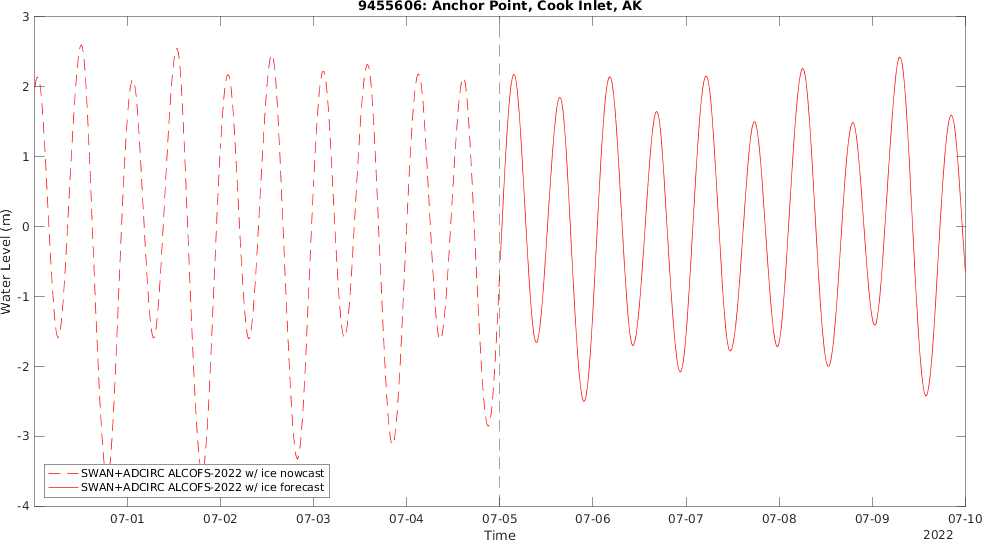 9455606: Anchor Point, Cook Inlet, AK
3
2
1
0
-1
-2
-3
-4
Water Level (m)
SWAN+ADCIRC ALCOFS-2022 w/ ice nowcast
SWAN+ADCIRC ALCOFS-2022 w/ ice forecast
07-01 07-02 07-03 07-04 07-05 07-06 07-07 07-08 07-09 07-10
Time
2022